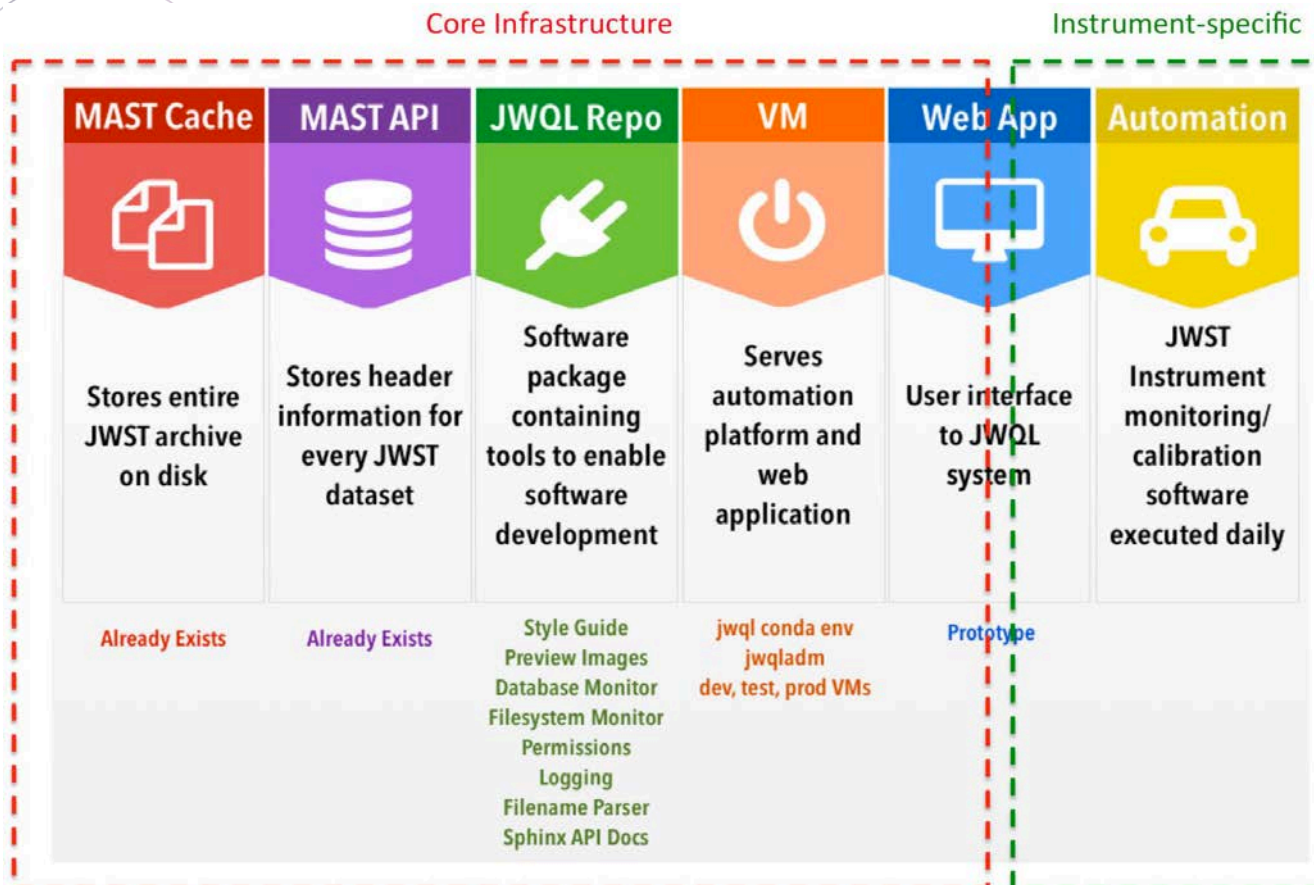 Core Infrastructure
Instrument-specific
MAST Cache
Stores entire
JWST archive
on disk
Already Exists
MAST API
Stores header
information for
every JWST
dataset
Already Exists
JWQL Repo
Software
package
containing
tools to enable
software
development
Style Guide
Preview Images
Database Monitor
Filesystem Monitor
Permissions
Logging
Filename Parser
Sphinx API Docs
VM
Serves
automation
platform and
web
application
jwql conda env
jwqladm
dev, test, prod VMs
Web App
User interface
to JWQL
system
Prototype
Automation
JWST
Instrument
monitoring/
calibration
software
executed daily